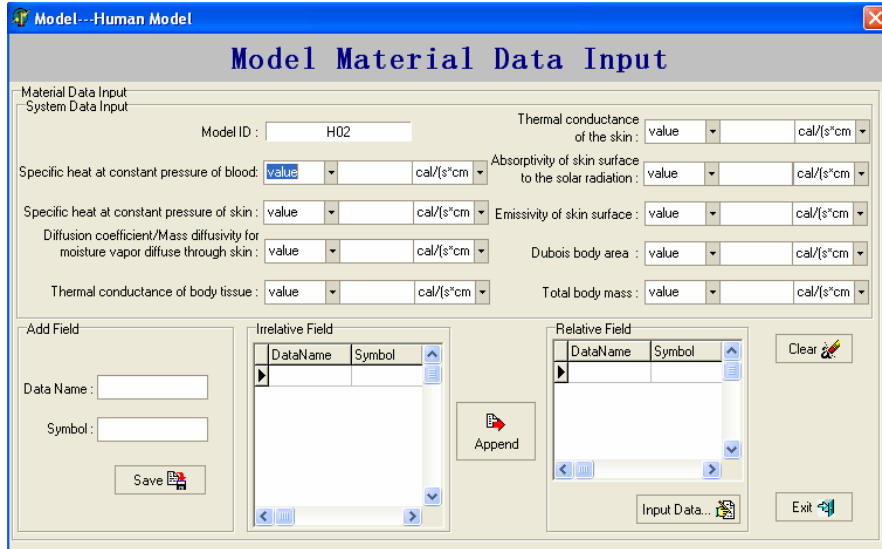 Model---Human Model
Model Material Data Input
Material Data Input
System Data Input
Model ID : H02
Specific heat at constant pressure of blood: value cal/(s*cm
Specific heat at constant pressure of skin : value cal/(s*cm
Diffusion coefficient/Mass diffusivity for
moisture vapor diffuse through skin : value cal/(s*cm
Thermal conductance of body tissue : value cal/(s*cm
Thermal conductance
of the skin : value cal/(s*cm
Absorptivity of skin surface
to the solar radiation : value cal/(s*cm
Emissivity of skin surface : value cal/(s*cm
Dubois body area : value cal/(s*cm
Total body mass : value cal/(s*cm
Add Field
Data Name :
Symbol :
Save
Irrelative Field
DataName Symbol
Append
Relative Field
DataName Symbol
Input Data...
Clear
Exit